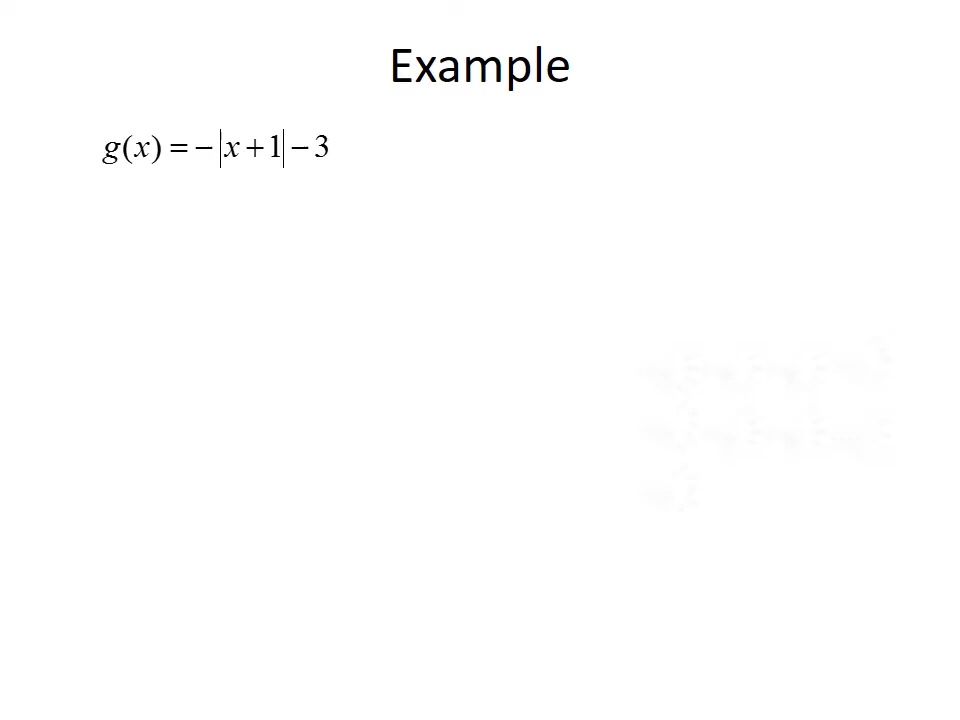 Example
g(x) = −|x + 1| − 3